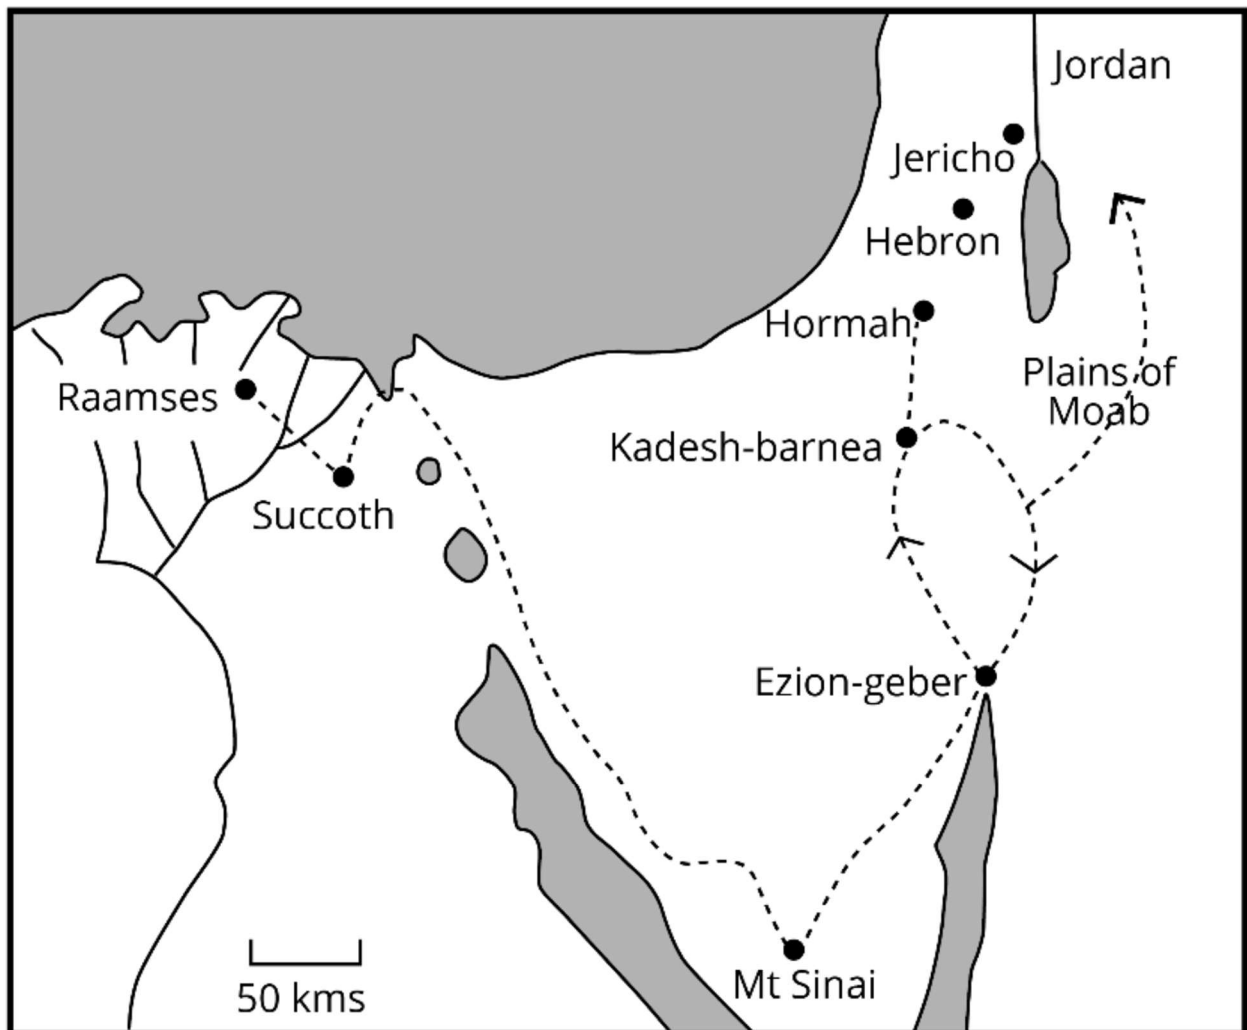 Jordan
Jericho
Hebron
Hormah
Plains of
Moab
Raamses
Kadesh-barnea
Succoth
Ezion-geber
Mt Sinai
50 kms